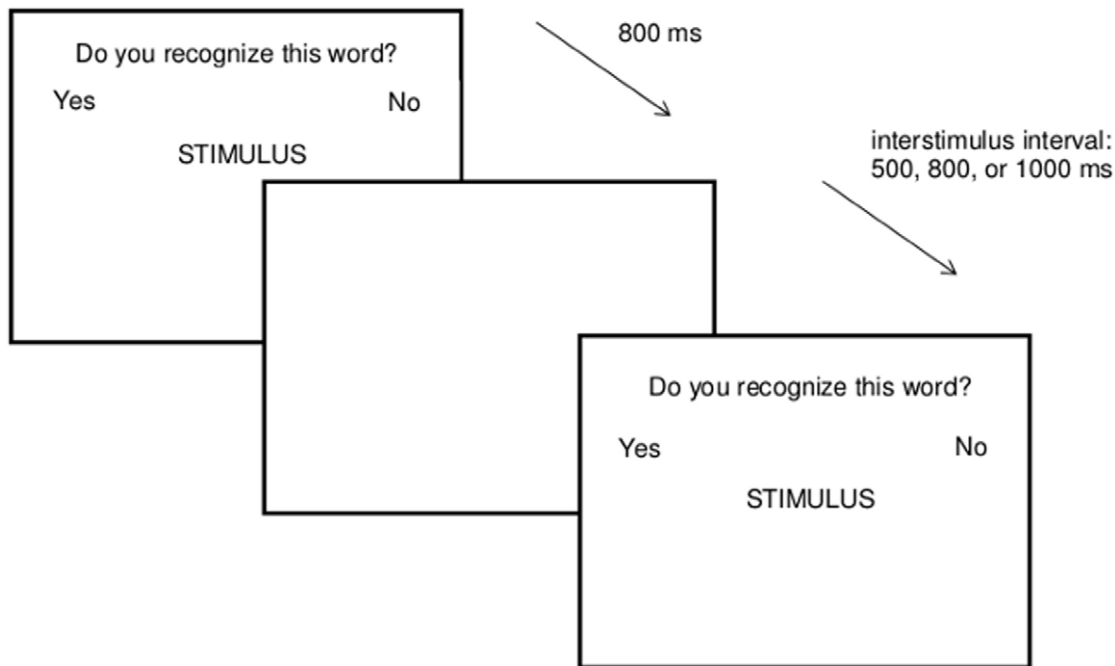 Do you recognize this word?
Yes No
STIMULUS
800 ms
interstimulus interval:
500, 800, or 1000 ms
Do you recognize this word?
Yes No
STIMULUS